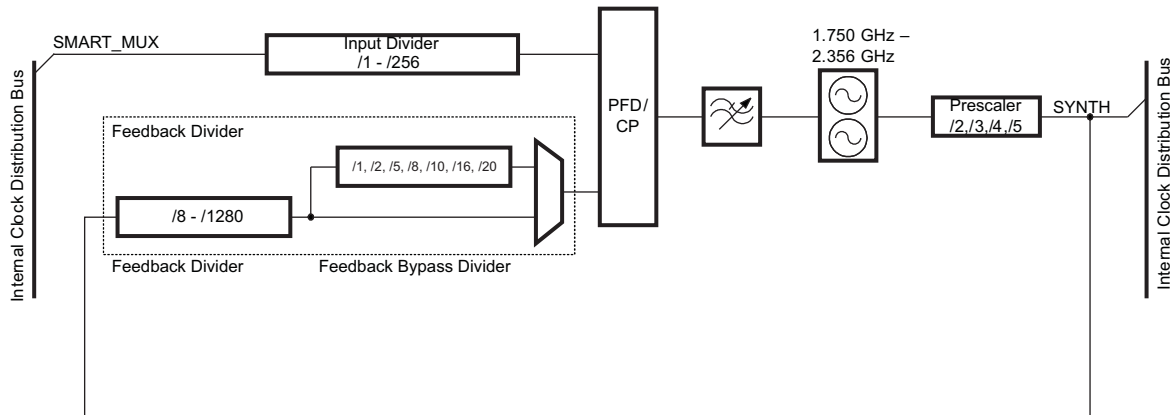 Internal Clock Distribution Bus
SMART_MUX
Input Divider
/1 - /256
Feedback Divider
/1, /2, /5, /8, /10, /16, /20
/8 - /1280
Feedback Divider
Feedback Bypass Divider
PFD/
CP
1.750 GHz –
2.356 GHz
Prescaler
/2,/3,/4,/5
SYNTH
Internal Clock Distribution Bus